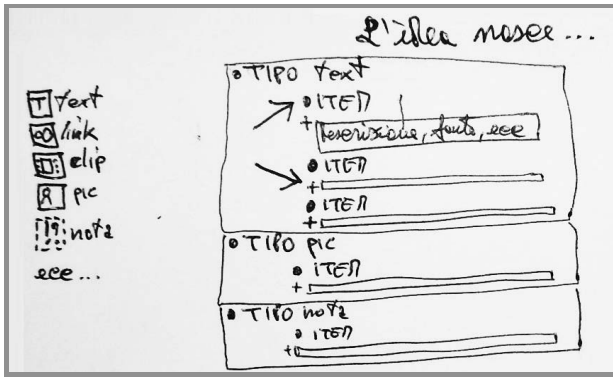 L'idea nasce...
T text
link
clip
pic
nota
ecc...
TIPO text
ITEM
+ descrizione, fonte, ecc
ITEM
+
ITEM
+
TIPO pic
ITEM
+
TIPO nota
ITEM
+